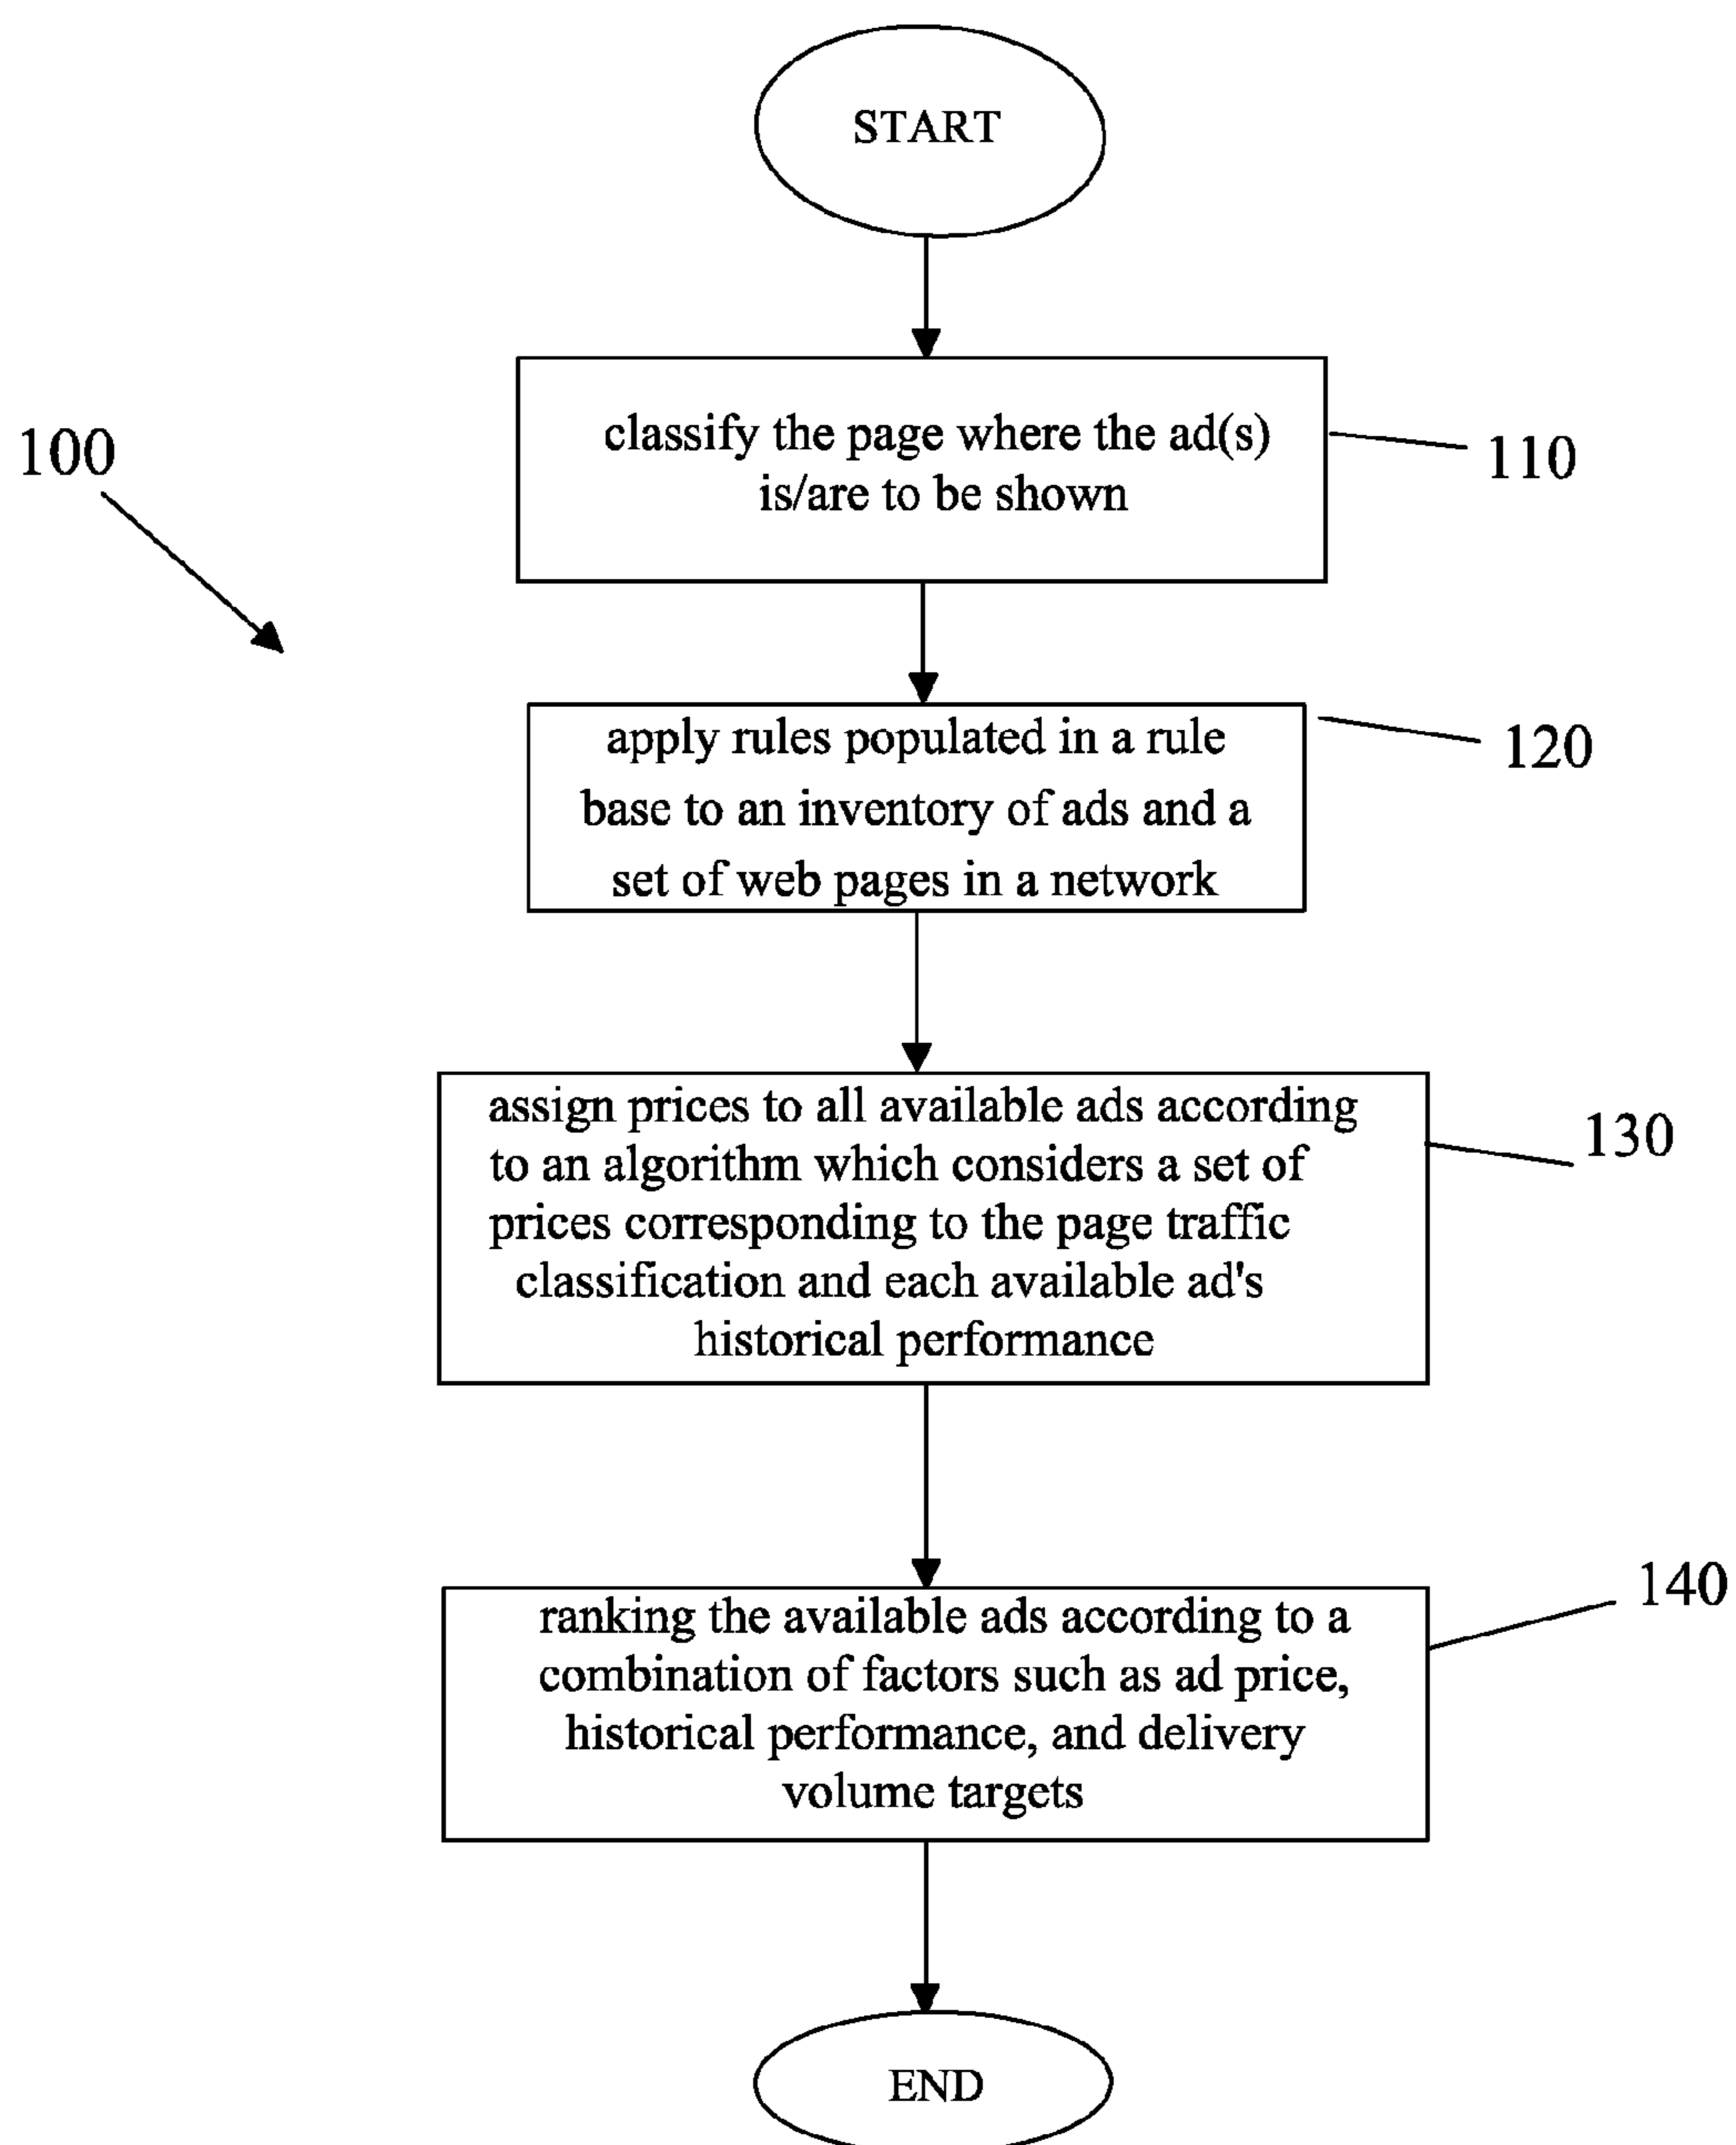 START
100
classify the page where the ad(s)
is/are to be shown
110
apply rules populated in a rule
base to an inventory of ads and a
set of web pages in a network
120
assign prices to all available ads according
to an algorithm which considers a set of
prices corresponding to the page traffic
classification and each available ad's
historical performance
130
ranking the available ads according to a
combination of factors such as ad price,
historical performance, and delivery
volume targets
140
END